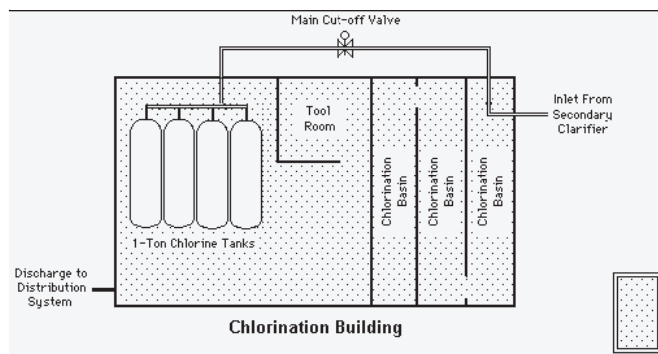 Main Cut-off Valve
Tool
Room
Inlet From
Secondary
Clarifier
Chlorination
Basin
Chlorination
Basin
Chlorination
Basin
1-Ton Chlorine Tanks
Discharge to
Distribution
System
Chlorination Building